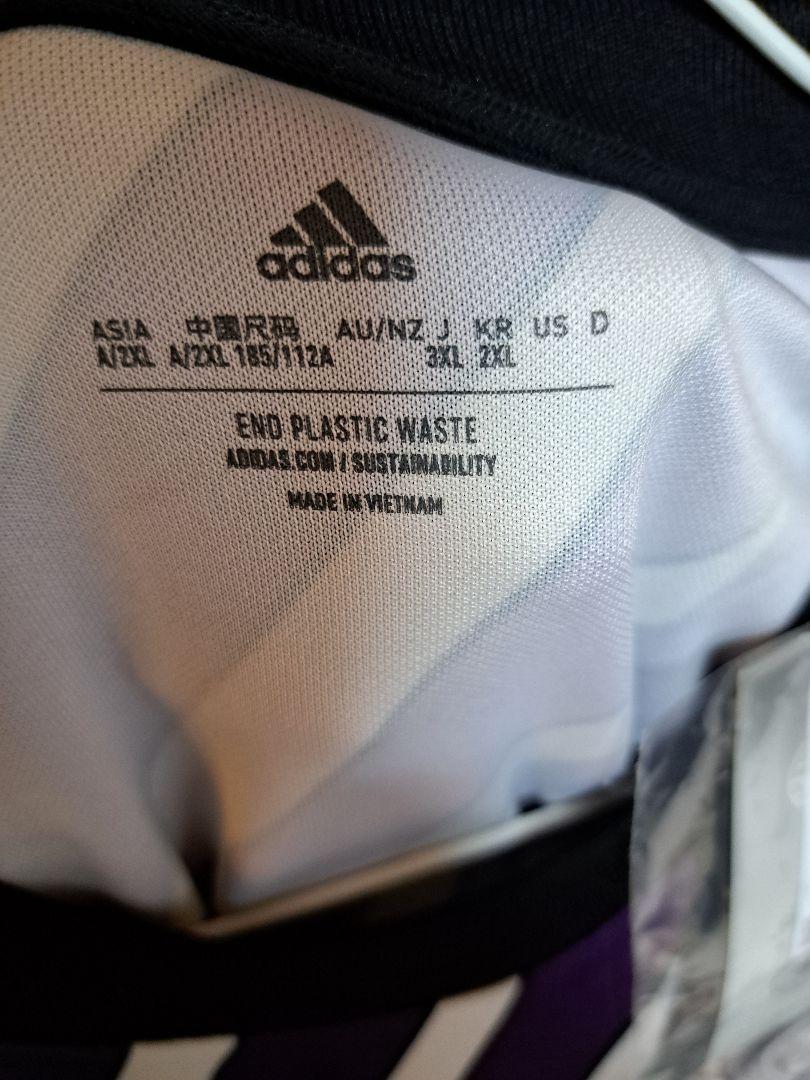 adidas
ASIA 中国尺码 AU/NZ J KR US D
A/2XL A/2XL 185/112A 3XL 2XL
END PLASTIC WASTE
ADIDAS.COM / SUSTAINABILITY
MADE IN VIETNAM